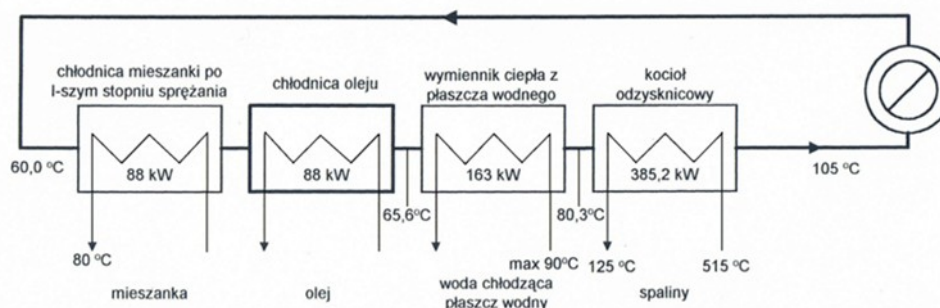 chłodnica mieszanki po
I-szym stopniu sprężania
chłodnica oleju
wymiennik ciepła z
płaszcza wodnego
kocioł
odzysknicowy
60,0 °C
88 kW
88 kW
163 kW
385,2 kW
105 °C
65,6°C
80,3°C
80 °C
max 90°C
125 °C
515 °C
mieszanka
olej
woda chłodząca
płaszcz wodny
spaliny